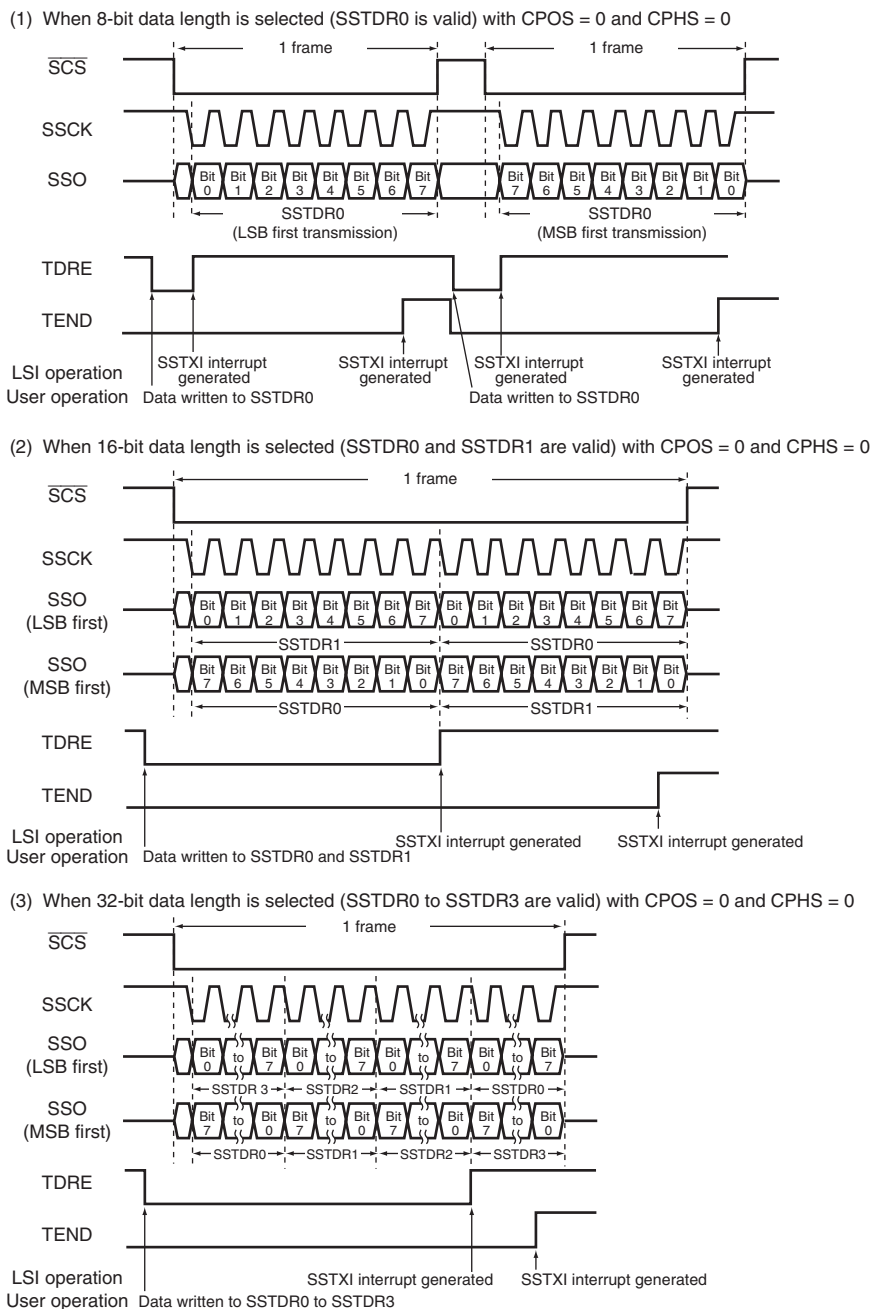 (1) When 8-bit data length is selected (SSTDR0 is valid) with CPOS = 0 and CPHS = 0
1 frame 1 frame
SCS
SSCK
SSO Bit 0 Bit 1 Bit 2 Bit 3 Bit 4 Bit 5 Bit 6 Bit 7 Bit 7 Bit 6 Bit 5 Bit 4 Bit 3 Bit 2 Bit 1 Bit 0
SSTDR0 SSTDR0
(LSB first transmission) (MSB first transmission)
TDRE
TEND
LSI operation SSTXI interrupt generated SSTXI interrupt generated SSTXI interrupt generated SSTXI interrupt generated
User operation Data written to SSTDR0 Data written to SSTDR0
(2) When 16-bit data length is selected (SSTDR0 and SSTDR1 are valid) with CPOS = 0 and CPHS = 0
1 frame
SCS
SSCK
SSO (LSB first) Bit 0 Bit 1 Bit 2 Bit 3 Bit 4 Bit 5 Bit 6 Bit 7 Bit 0 Bit 1 Bit 2 Bit 3 Bit 4 Bit 5 Bit 6 Bit 7
SSTDR1 SSTDR0
SSO (MSB first) Bit 7 Bit 6 Bit 5 Bit 4 Bit 3 Bit 2 Bit 1 Bit 0 Bit 7 Bit 6 Bit 5 Bit 4 Bit 3 Bit 2 Bit 1 Bit 0
SSTDR0 SSTDR1
TDRE
TEND
LSI operation SSTXI interrupt generated SSTXI interrupt generated
User operation Data written to SSTDR0 and SSTDR1
(3) When 32-bit data length is selected (SSTDR0 to SSTDR3 are valid) with CPOS = 0 and CPHS = 0
1 frame
SCS
SSCK
SSO (LSB first) Bit 0 to Bit 7 Bit 0 to Bit 7 Bit 0 to Bit 7 Bit 0 to Bit 7
SSTDR 3 SSTDR2 SSTDR1 SSTDR0
SSO (MSB first) Bit 7 to Bit 0 Bit 7 to Bit 0 Bit 7 to Bit 0 Bit 7 to Bit 0
SSTDR0 SSTDR1 SSTDR2 SSTDR3
TDRE
TEND
LSI operation SSTXI interrupt generated SSTXI interrupt generated
User operation Data written to SSTDR0 to SSTDR3